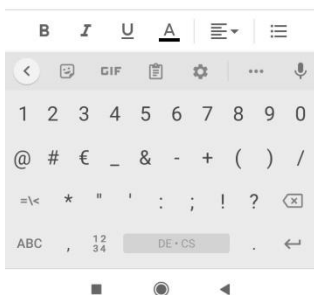 B I U A
GIF
1 2 3 4 5 6 7 8 9 0
@ # € _ & - + ( ) /
=\< * " ' : ; ! ?
ABC , 12 34 DE • CS .